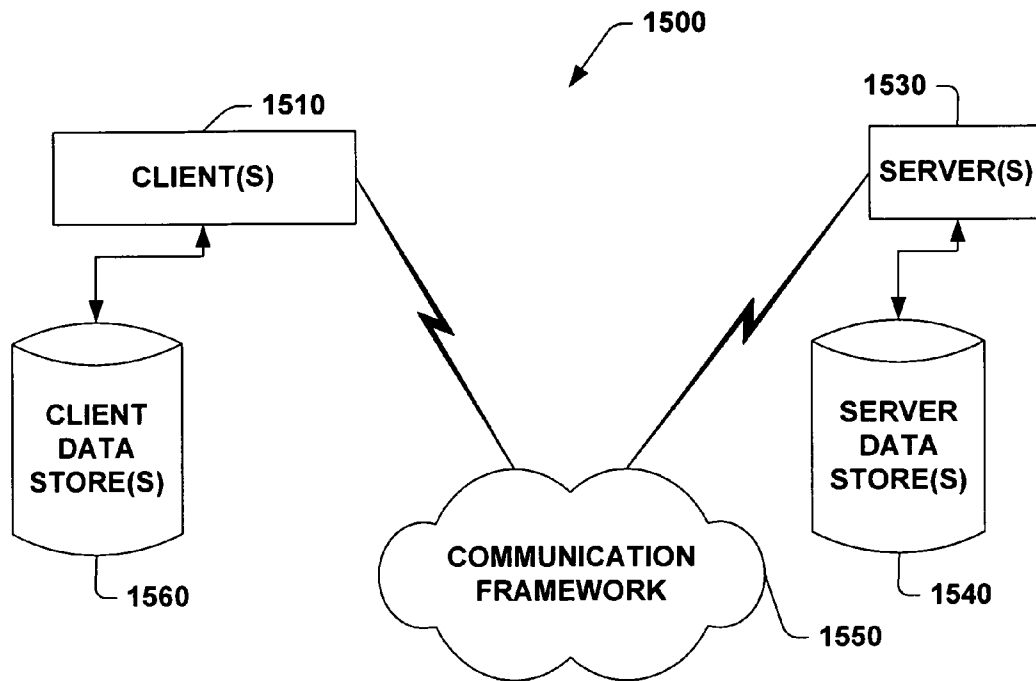 1500
1510
CLIENT(S)
1530
SERVER(S)
CLIENT
DATA
STORE(S)
1560
SERVER
DATA
STORE(S)
1540
COMMUNICATION
FRAMEWORK
1550